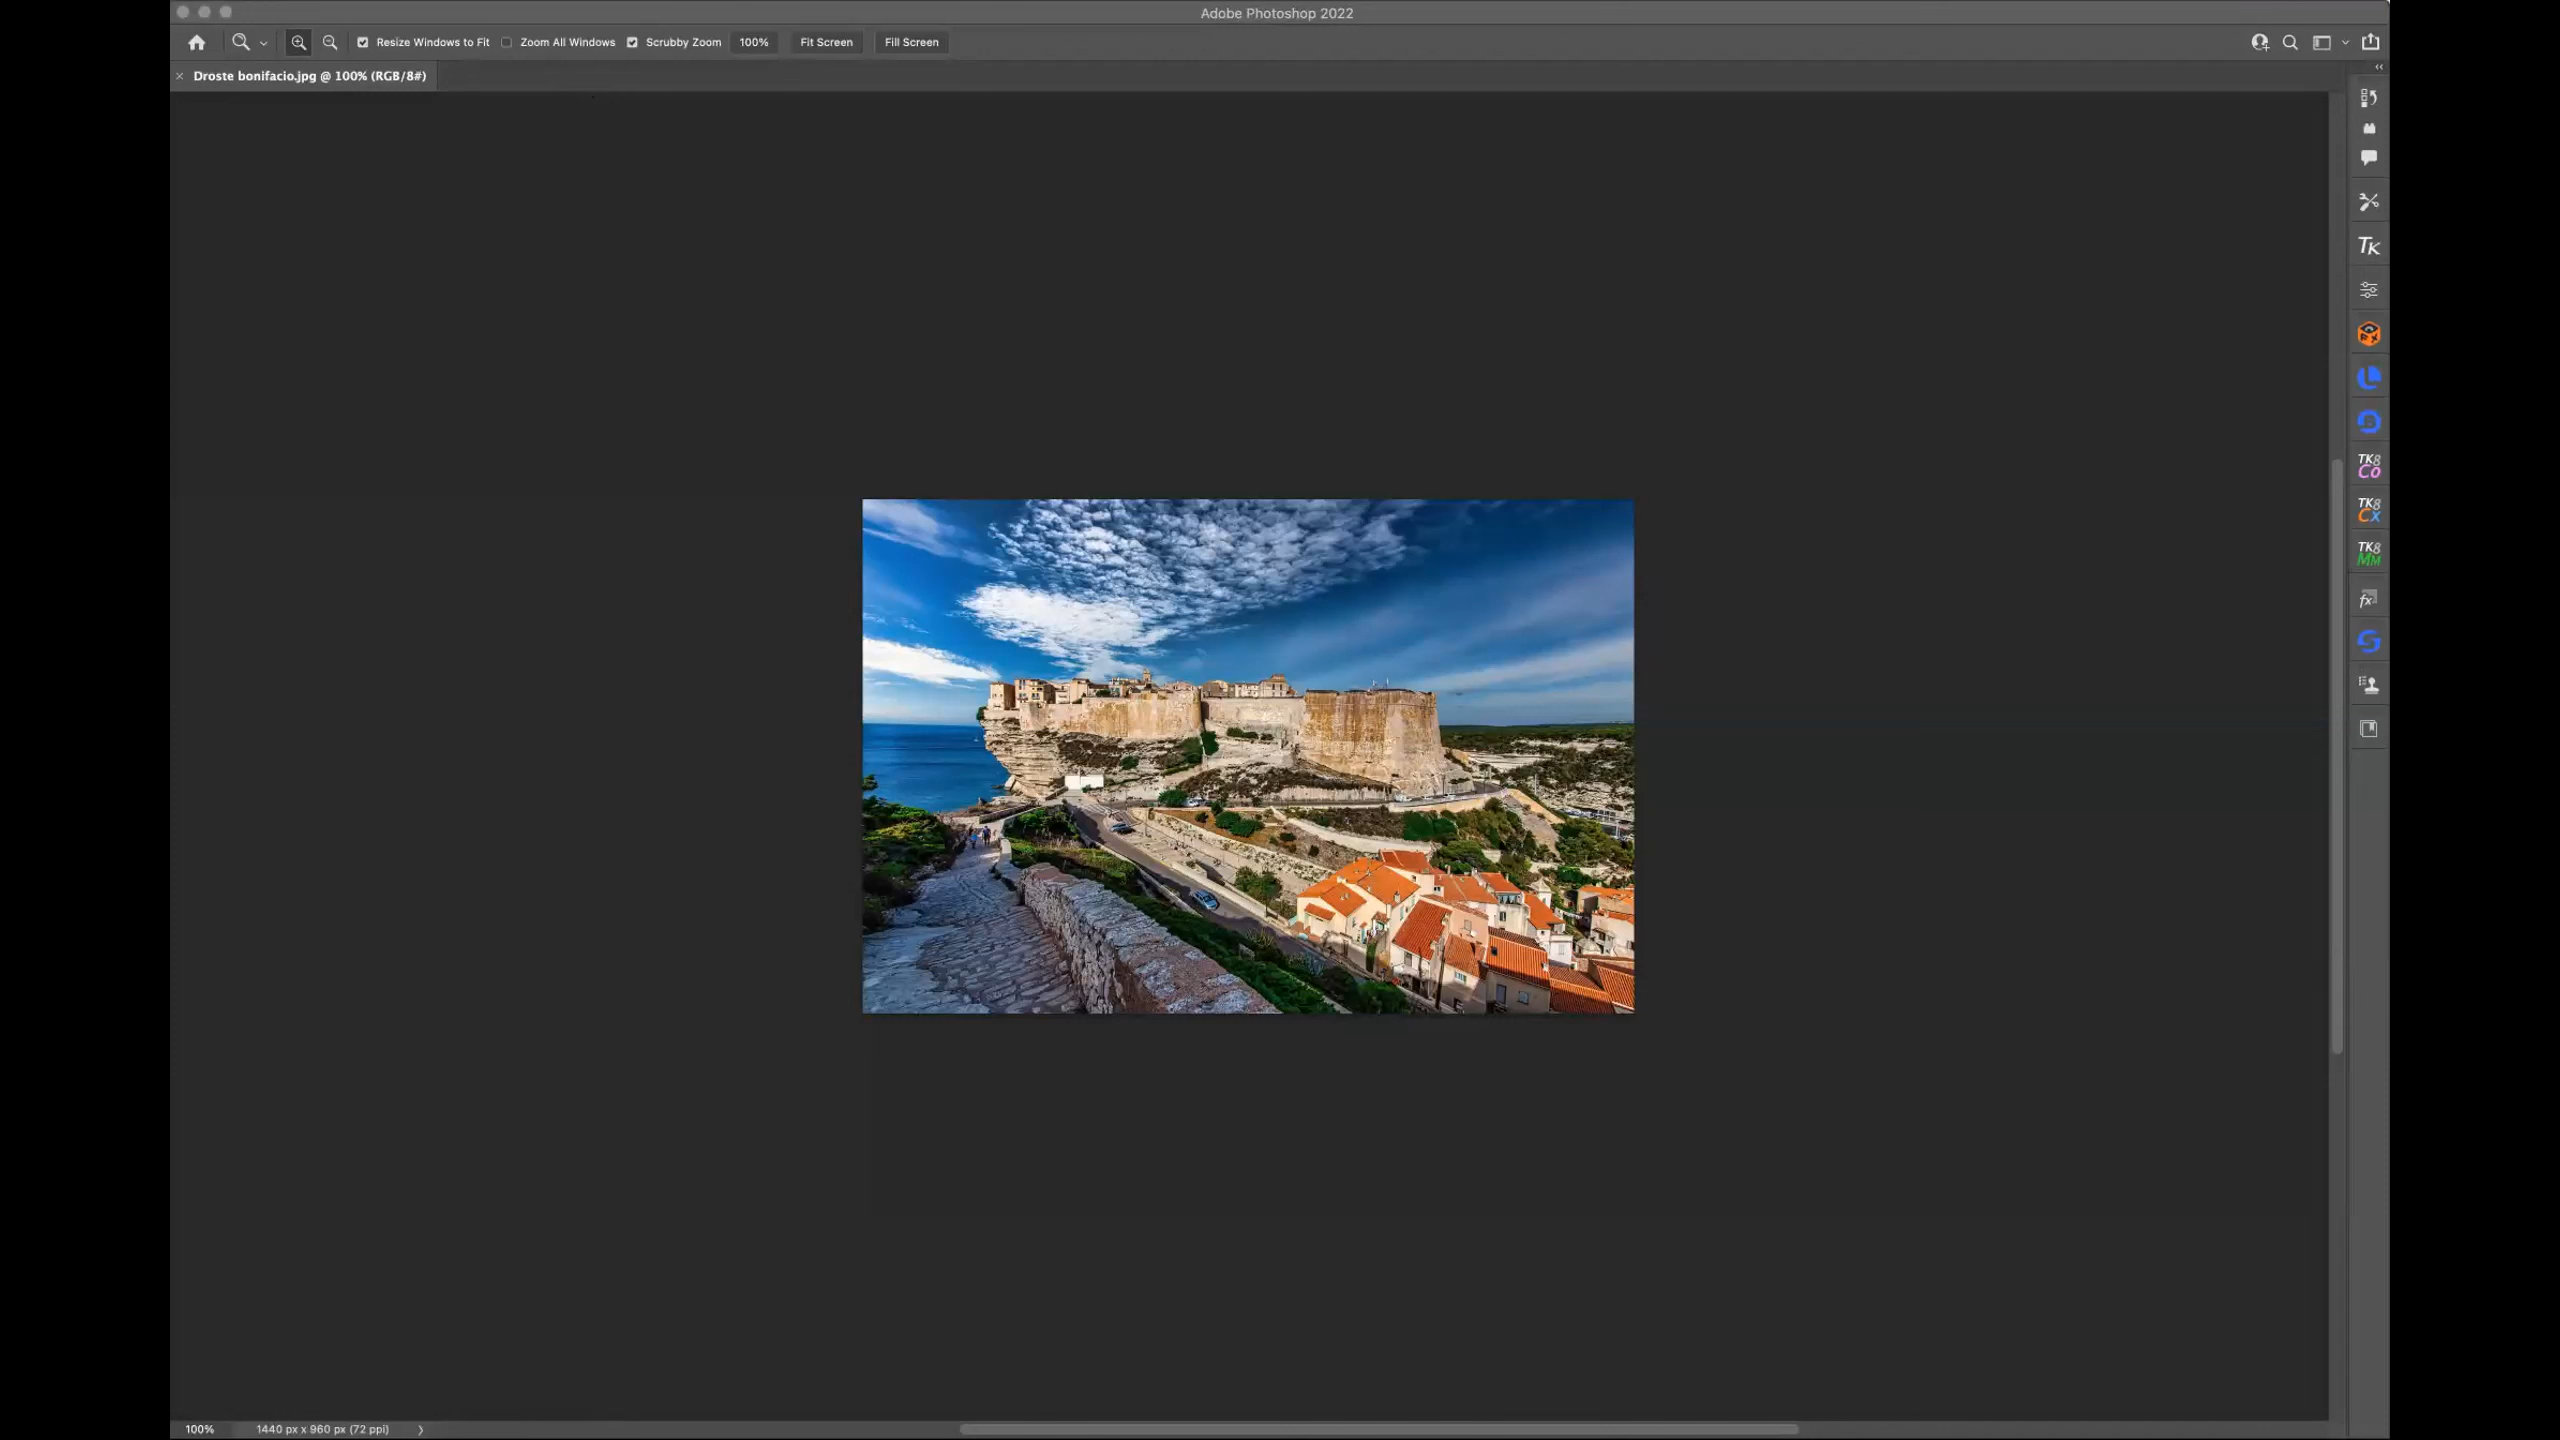 Adobe Photoshop 2022
Resize Windows to Fit Zoom All Windows Scrubby Zoom 100% Fit Screen Fill Screen
Droste bonifacio.jpg @ 100% (RGB/8#)
TK
TK8
Co
TK8
Cx
TK8
MM
fx
100% 1440 px x 960 px (72 ppi)